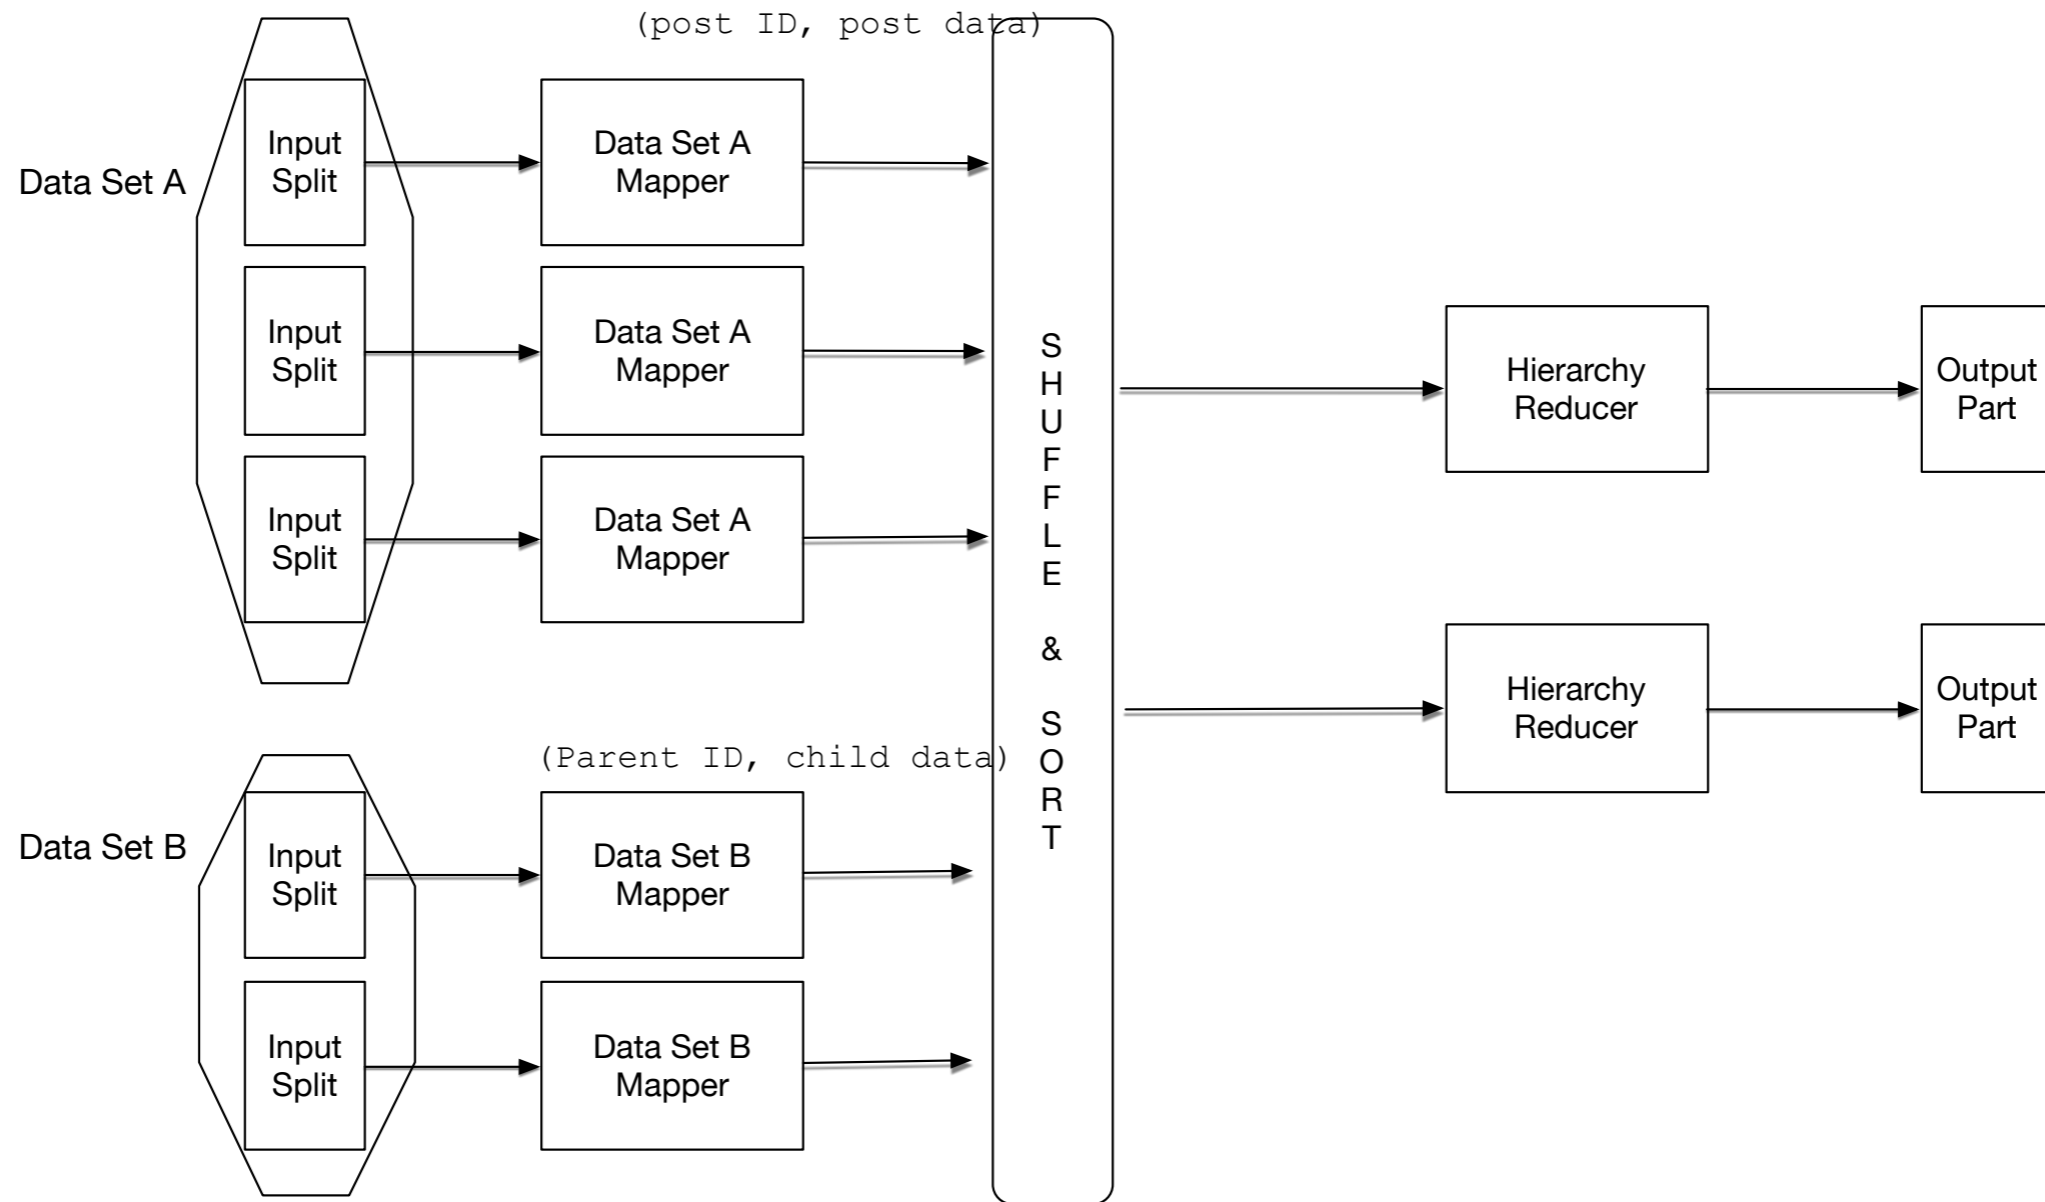 (post ID, post data)
Data Set A
Input
Split
Data Set A
Mapper
Input
Split
Data Set A
Mapper
Input
Split
Data Set A
Mapper
(Parent ID, child data)
Data Set B
Input
Split
Data Set B
Mapper
Input
Split
Data Set B
Mapper
S
H
U
F
F
L
E
&
S
O
R
T
Hierarchy
Reducer
Output
Part
Hierarchy
Reducer
Output
Part